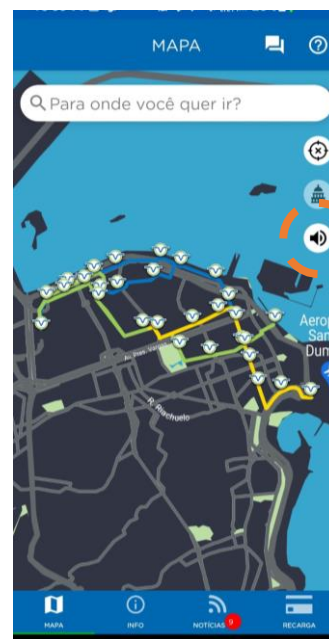 MAPA
Para onde você quer ir?
Aerop
San
Dum
R. Riachuelo
MAPA
INFO
NOTÍCIAS
9
RECARGA